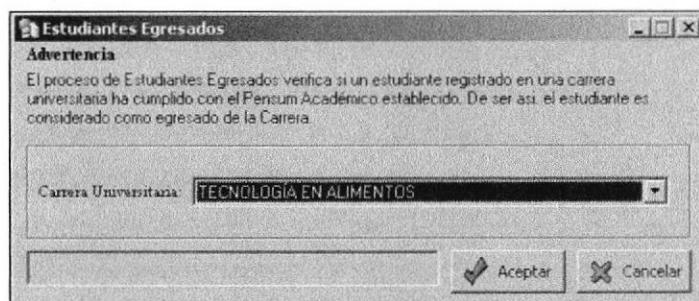 Estudiantes Egresados
Advertencia
El proceso de Estudiantes Egresados verifica si un estudiante registrado en una carrera
universitaria ha cumplido con el Pensum Académico establecido. De ser así, el estudiante es
considerado como egresado de la Carrera.
Carrera Universitaria: TECNOLOGÍA EN ALIMENTOS
Aceptar Cancelar